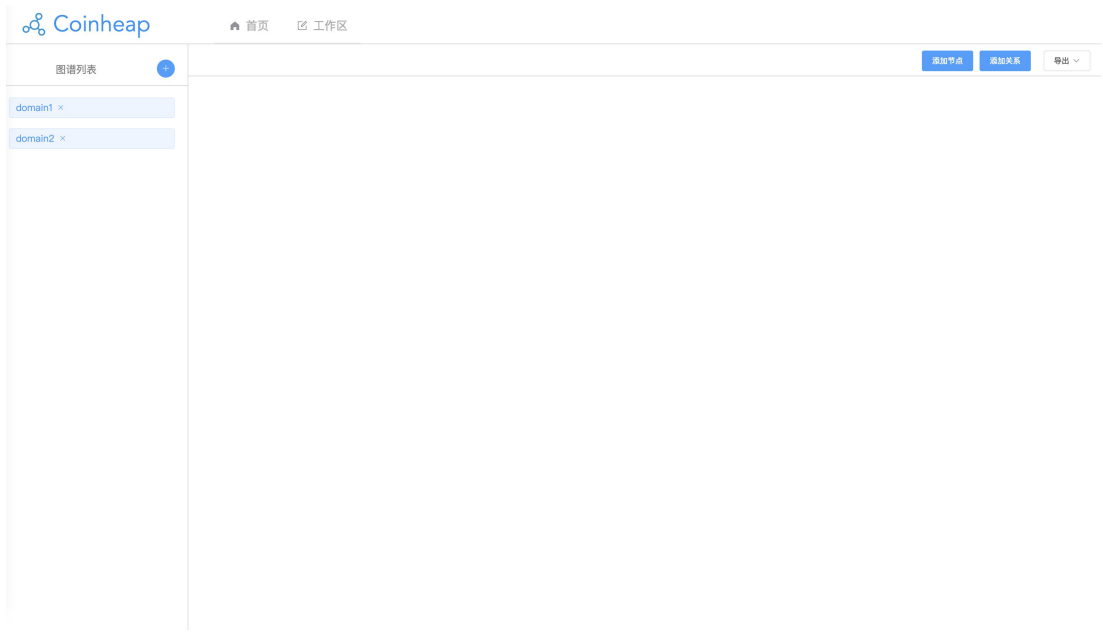 Coinheap
首页 工作区
图谱列表 +
添加节点 添加关系 导出
domain1 ×
domain2 ×